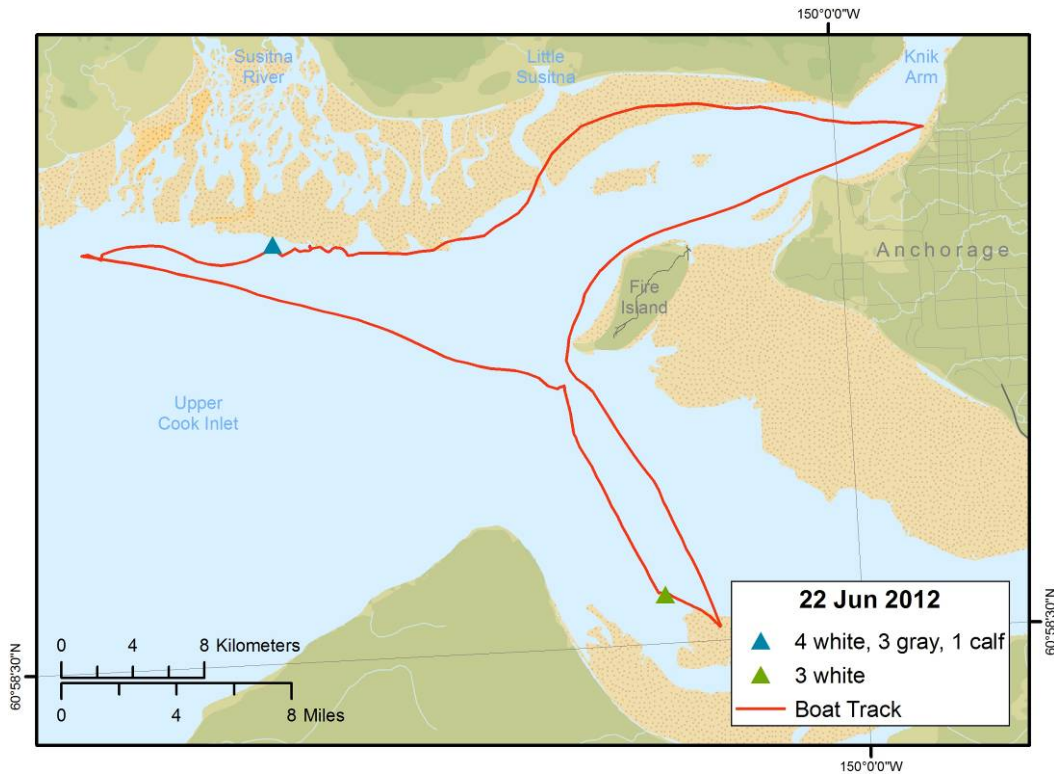 150°0'0"W
Susitna
River
Little
Susitna
Knik
Arm
Anchorage
Fire
Island
Upper
Cook Inlet
22 Jun 2012
4 white, 3 gray, 1 calf
3 white
Boat Track
0 4 8 Kilometers
0 4 8 Miles
60°58'30"N
60°58'30"N
150°0'0"W